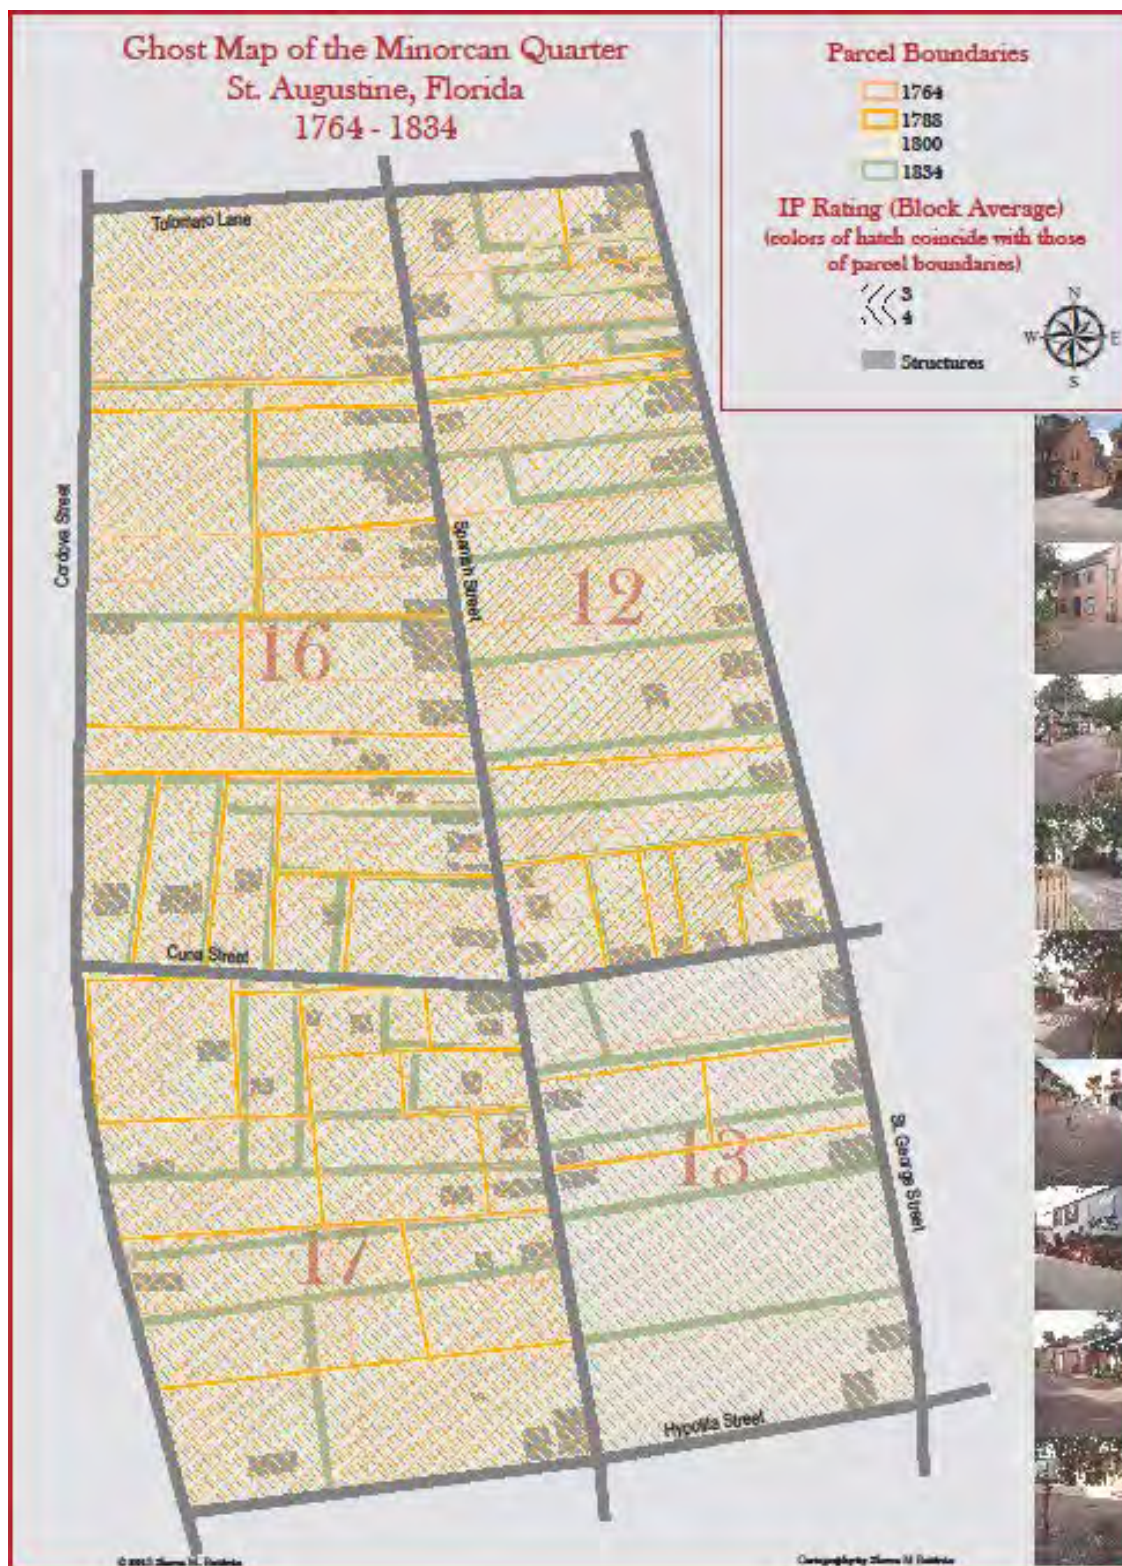 Ghost Map of the Minorcan Quarter
St. Augustine, Florida
1764 - 1834
Parcel Boundaries
1764
1788
1800
1834
IP Rating (Block Average)
(colors of hatch coincide with those
of parcel boundaries)
3
4
Structures
N
W
E
S
Tolomato Lane
Cordova Street
Spanish Street
12
16
Cuna Street
13
St. George Street
17
Hypolita Street
Cartography by